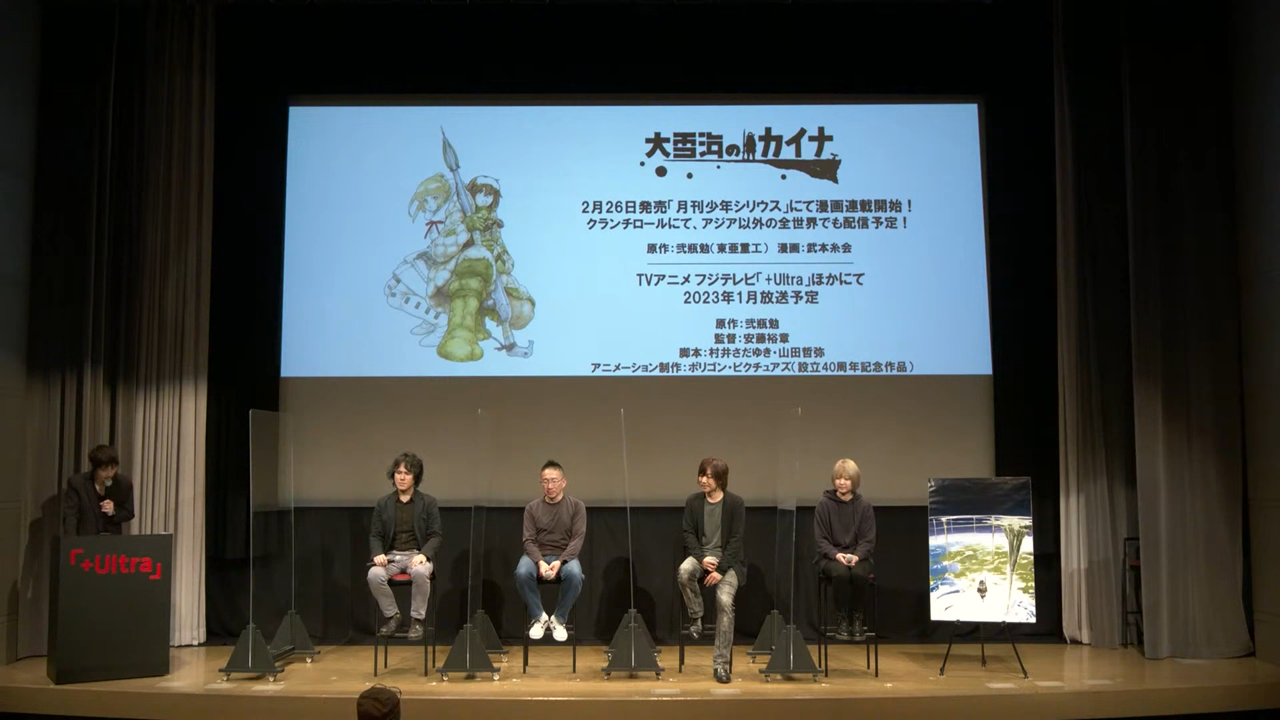 大雪海のカイナ
2月26日発売「月刊少年シリウス」にて漫画連載開始!
クランチロールにて、アジア以外の全世界でも配信予定!
原作:弐瓶勉(東亜重工) 漫画:武本糸会
TVアニメ フジテレビ「+Ultra」ほかにて
2023年1月放送予定
原作:弐瓶勉
監督:安藤裕章
脚本:村井さだゆき・山田哲弥
アニメーション制作:ポリゴン・ピクチュアズ(設立40周年記念作品)
「+Ultra」